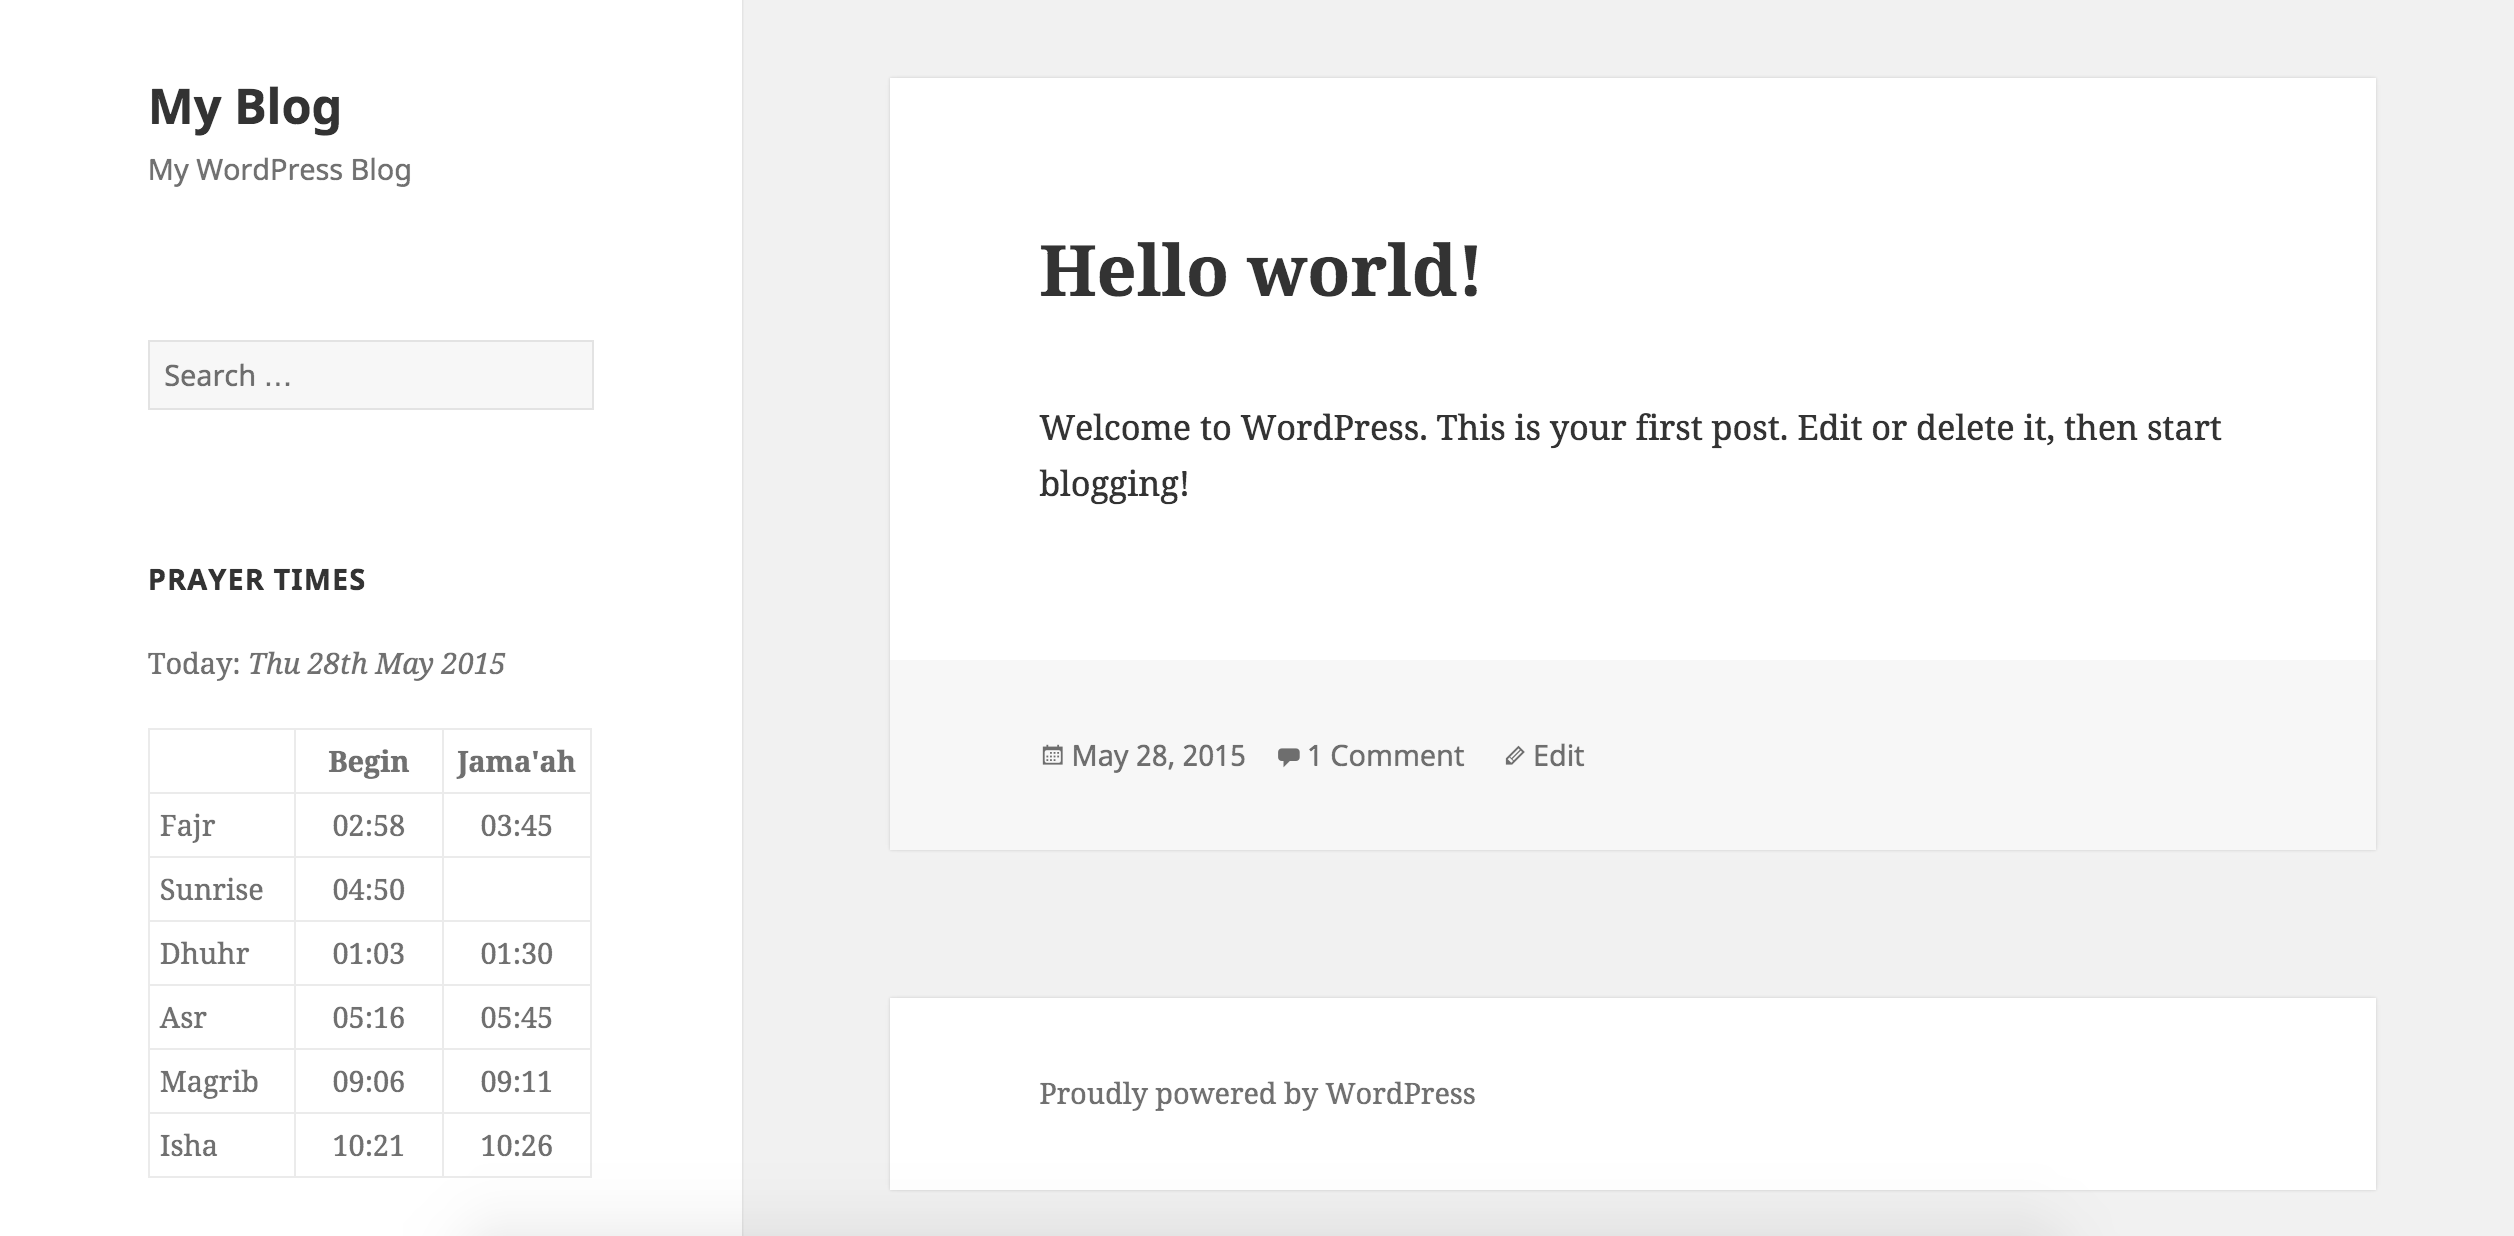 My Blog
My WordPress Blog
Search …
PRAYER TIMES
Today: Thu 28th May 2015
Begin Jama'ah
Fajr 02:58 03:45
Sunrise 04:50
Dhuhr 01:03 01:30
Asr 05:16 05:45
Magrib 09:06 09:11
Isha 10:21 10:26
Hello world!
Welcome to WordPress. This is your first post. Edit or delete it, then start
blogging!
May 28, 2015 1 Comment Edit
Proudly powered by WordPress